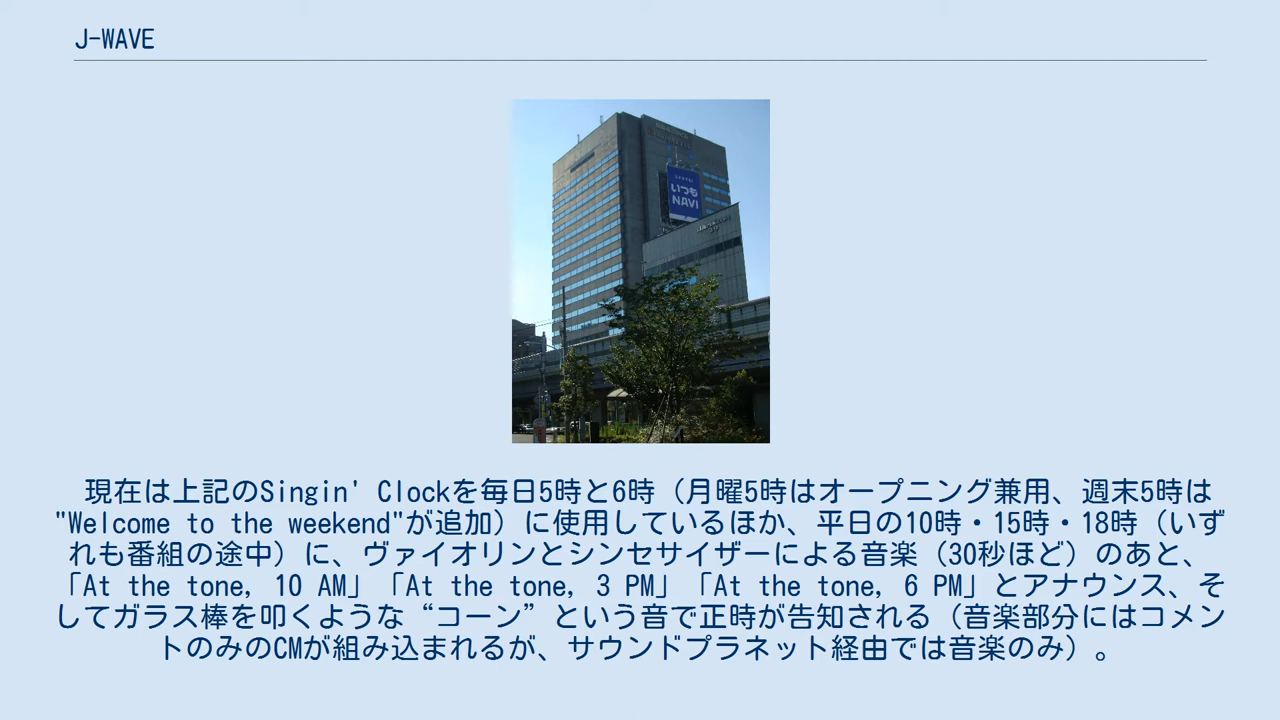 J-WAVE
いつも
NAVI
現在は上記のSingin' Clockを毎日5時と6時（月曜5時はオープニング兼用、週末5時は
"Welcome to the weekend"が追加）に使用しているほか、平日の10時・15時・18時（いず
れも番組の途中）に、ヴァイオリンとシンセサイザーによる音楽（30秒ほど）のあと、
「At the tone, 10 AM」「At the tone, 3 PM」「At the tone, 6 PM」とアナウンス、そ
してガラス棒を叩くような“コーン”という音で正時が告知される（音楽部分にはコメン
トのみのCMが組み込まれるが、サウンドプラネット経由では音楽のみ）。